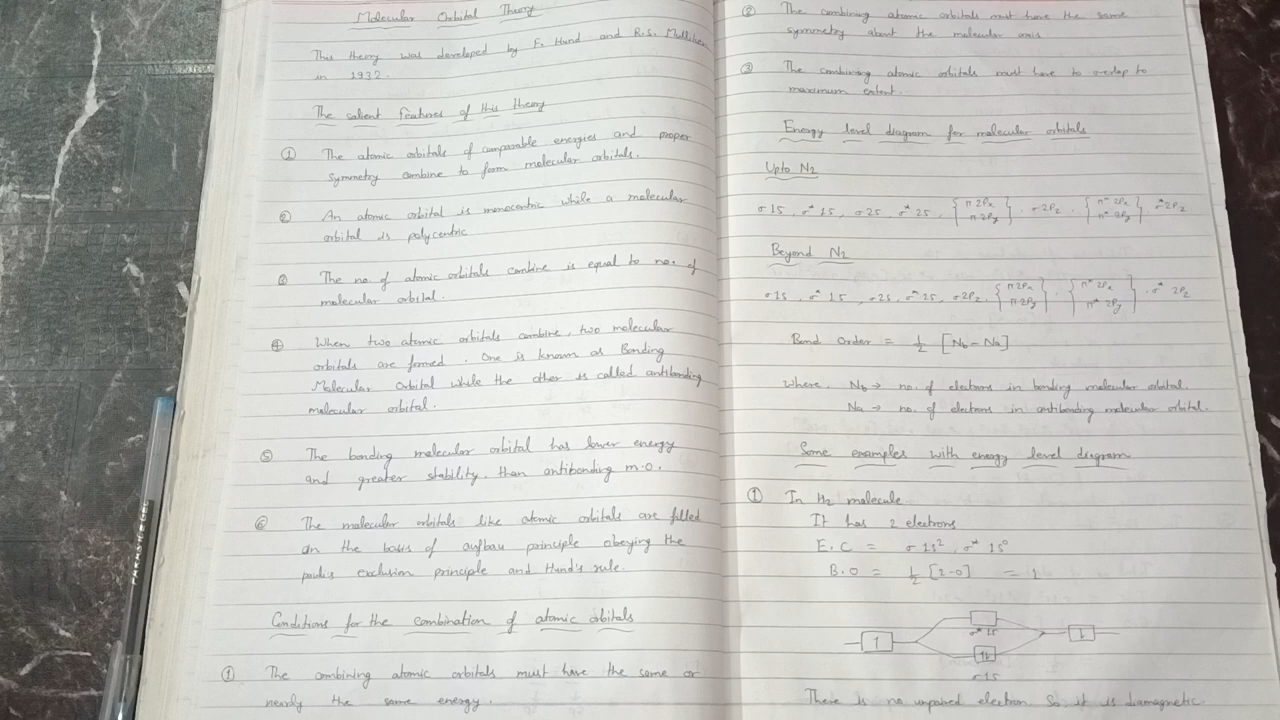 Molecular Orbital Theory
This theory was developed by F. Hund and R.S. Mulliken
in 1932.
The salient features of this theory
① The atomic orbitals of comparable energies and proper
symmetry combine to form molecular orbitals.
② An atomic orbital is monocentric while a molecular
orbital is polycentric
③ The no. of atomic orbitals combine is equal to no. of
molecular orbital.
④ When two atomic orbitals combine, two molecular
orbitals are formed. One is known as Bonding
Molecular Orbital while the other is called antibonding
molecular orbital.
⑤ The bonding molecular orbital has lower energy
and greater stability than antibonding m.o.
⑥ The molecular orbitals like atomic orbitals are filled
on the basis of aufbau principle obeying the
paulis exclusion principle and Hund's rule.
Conditions for the combination of atomic orbitals
① The combining atomic orbitals must have the same or
nearly the same energy.
② The combining atomic orbitals must have the same
symmetry about the molecular axis
③ The combining atomic orbitals must have to overlap to
maximum extent.
Energy level diagram for molecular orbitals
Upto N2
σ1S, σ* 1S, σ2S, σ* 2S, {π 2Px π 2Py}, σ2Pz, {π* 2Px π* 2Py}, σ*2Pz
Beyond N2
σ1S, σ* 1S, σ2S, σ* 2S, σ2Pz, {π 2Px π 2Py}, {π* 2Px π* 2Py}, σ* 2Pz
Bond Order = 1/2 [Nb - Na]
Where, Nb → no. of electrons in bonding molecular orbital.
Na → no. of electrons in antibonding molecular orbital.
Some examples with energy level diagram
① In H2 molecule
It has 2 electrons
E.C = σ 1s², σ* 1s⁰
B.O = 1/2 [2-0] = 1
σ* 1S
1 1↓ 1
σ1S
There is no unpaired electron. So it is diamagnetic.